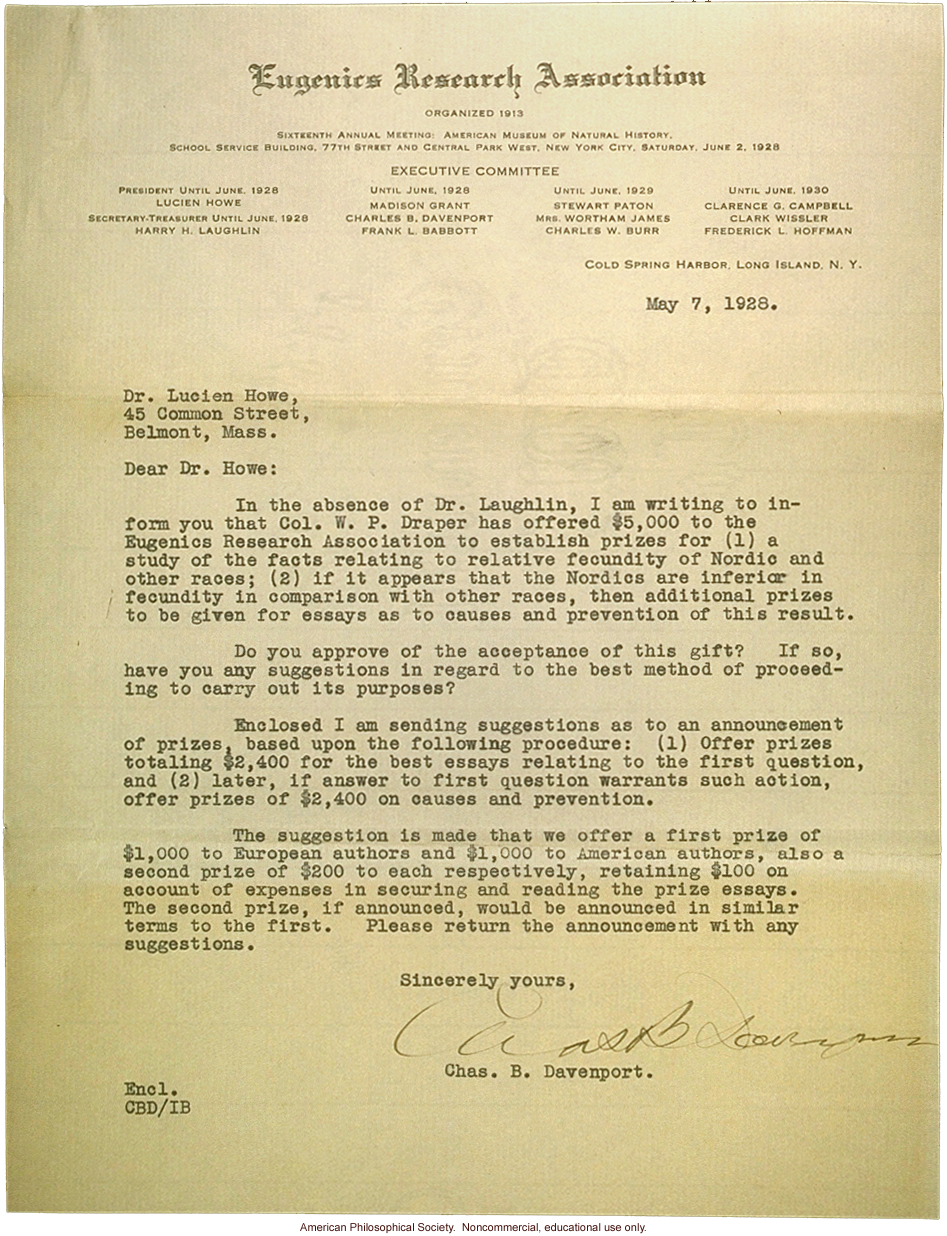 Eugenics Research Association
ORGANIZED 1913
SIXTEENTH ANNUAL MEETING: AMERICAN MUSEUM OF NATURAL HISTORY,
SCHOOL SERVICE BUILDING, 77TH STREET AND CENTRAL PARK WEST, NEW YORK CITY, SATURDAY, JUNE 2, 1928
EXECUTIVE COMMITTEE
PRESIDENT UNTIL JUNE, 1928
LUCIEN HOWE
SECRETARY-TREASURER UNTIL JUNE, 1928
HARRY H. LAUGHLIN
UNTIL JUNE, 1928
MADISON GRANT
CHARLES B. DAVENPORT
FRANK L. BABBOTT
UNTIL JUNE, 1929
STEWART PATON
MRS. WORTHAM JAMES
CHARLES W. BURR
UNTIL JUNE, 1930
CLARENCE G. CAMPBELL
CLARK WISSLER
FREDERICK L. HOFFMAN
COLD SPRING HARBOR, LONG ISLAND, N. Y.
May 7, 1928.
Dr. Lucien Howe,
45 Common Street,
Belmont, Mass.
Dear Dr. Howe:
In the absence of Dr. Laughlin, I am writing to in-
form you that Col. W. P. Draper has offered $5,000 to the
Eugenics Research Association to establish prizes for (1) a
study of the facts relating to relative fecundity of Nordic and
other races; (2) if it appears that the Nordics are inferior in
fecundity in comparison with other races, then additional prizes
to be given for essays as to causes and prevention of this result.
Do you approve of the acceptance of this gift? If so,
have you any suggestions in regard to the best method of proceed-
ing to carry out its purposes?
Enclosed I am sending suggestions as to an announcement
of prizes, based upon the following procedure: (1) Offer prizes
totaling $2,400 for the best essays relating to the first question,
and (2) later, if answer to first question warrants such action,
offer prizes of $2,400 on causes and prevention.
The suggestion is made that we offer a first prize of
$1,000 to European authors and $1,000 to American authors, also a
second prize of $200 to each respectively, retaining $100 on
account of expenses in securing and reading the prize essays.
The second prize, if announced, would be announced in similar
terms to the first. Please return the announcement with any
suggestions.
Sincerely yours,
Chas B Davenport
Chas. B. Davenport.
Encl.
CBD/IB
American Philosophical Society. Noncommercial, educational use only.